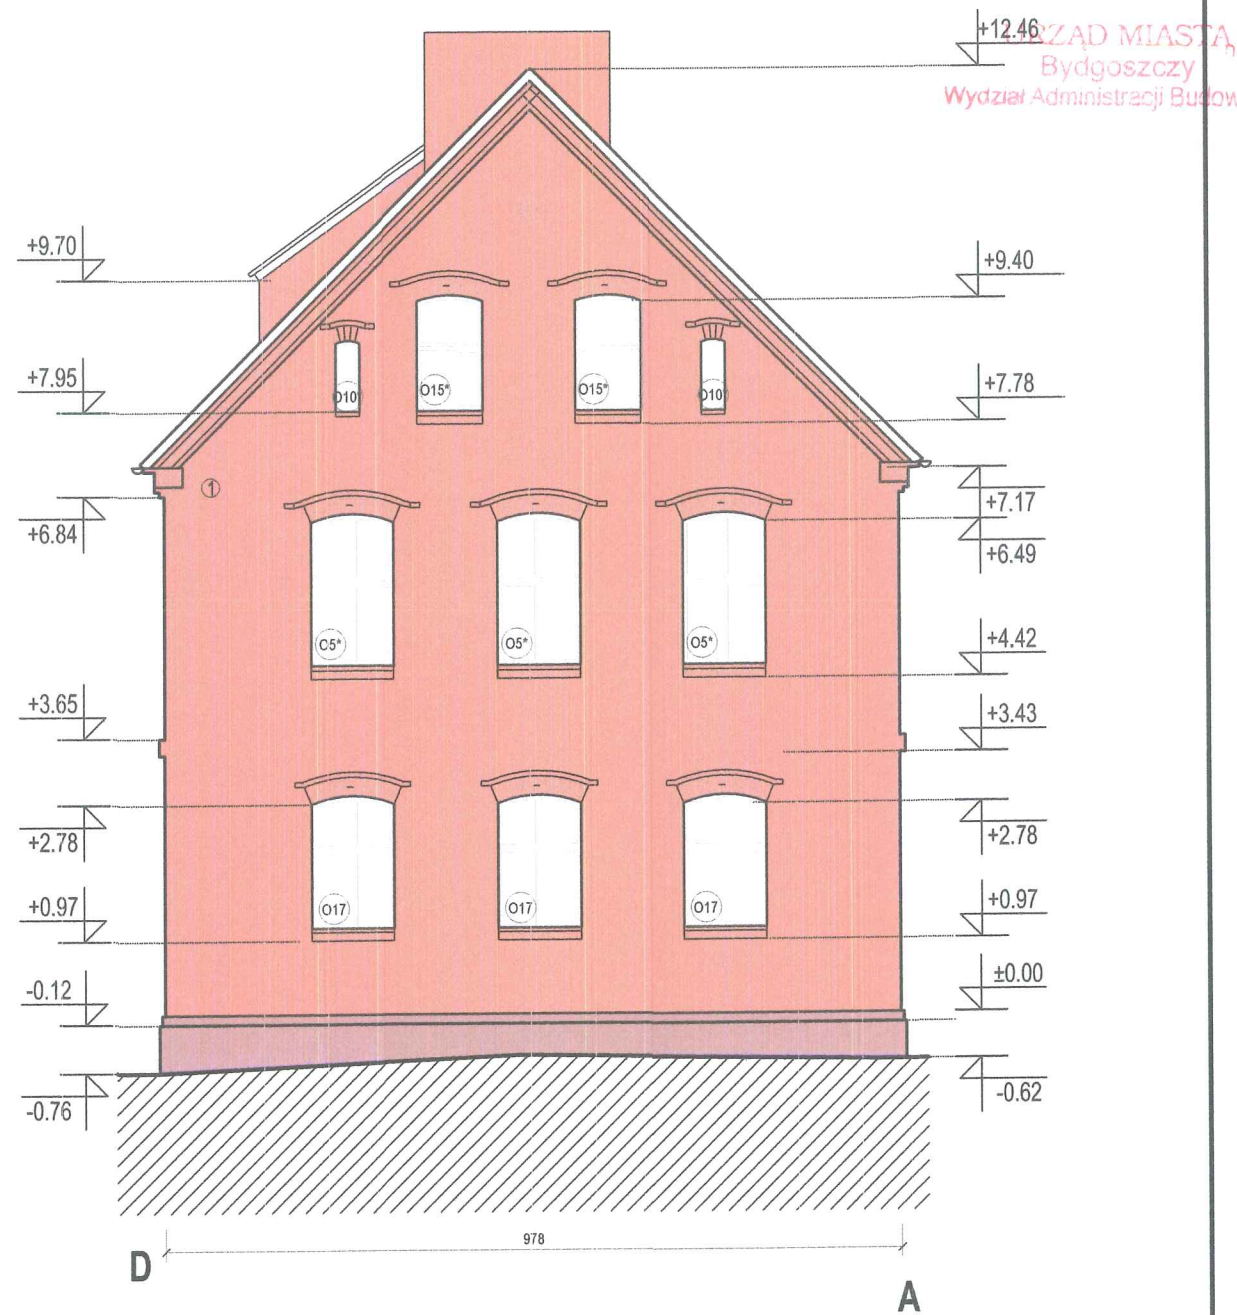 +12.46
URZĄD MIASTA
Bydgoszczy
Wydział Administracji Budow
+9.70
+9.40
+7.95
O10
O15*
O15*
O10
+7.78
1
+7.17
+6.84
+6.49
O5*
O5*
O5*
+4.42
+3.65
+3.43
+2.78
+2.78
+0.97
O17
O17
O17
+0.97
-0.12
±0.00
-0.76
-0.62
978
D
A